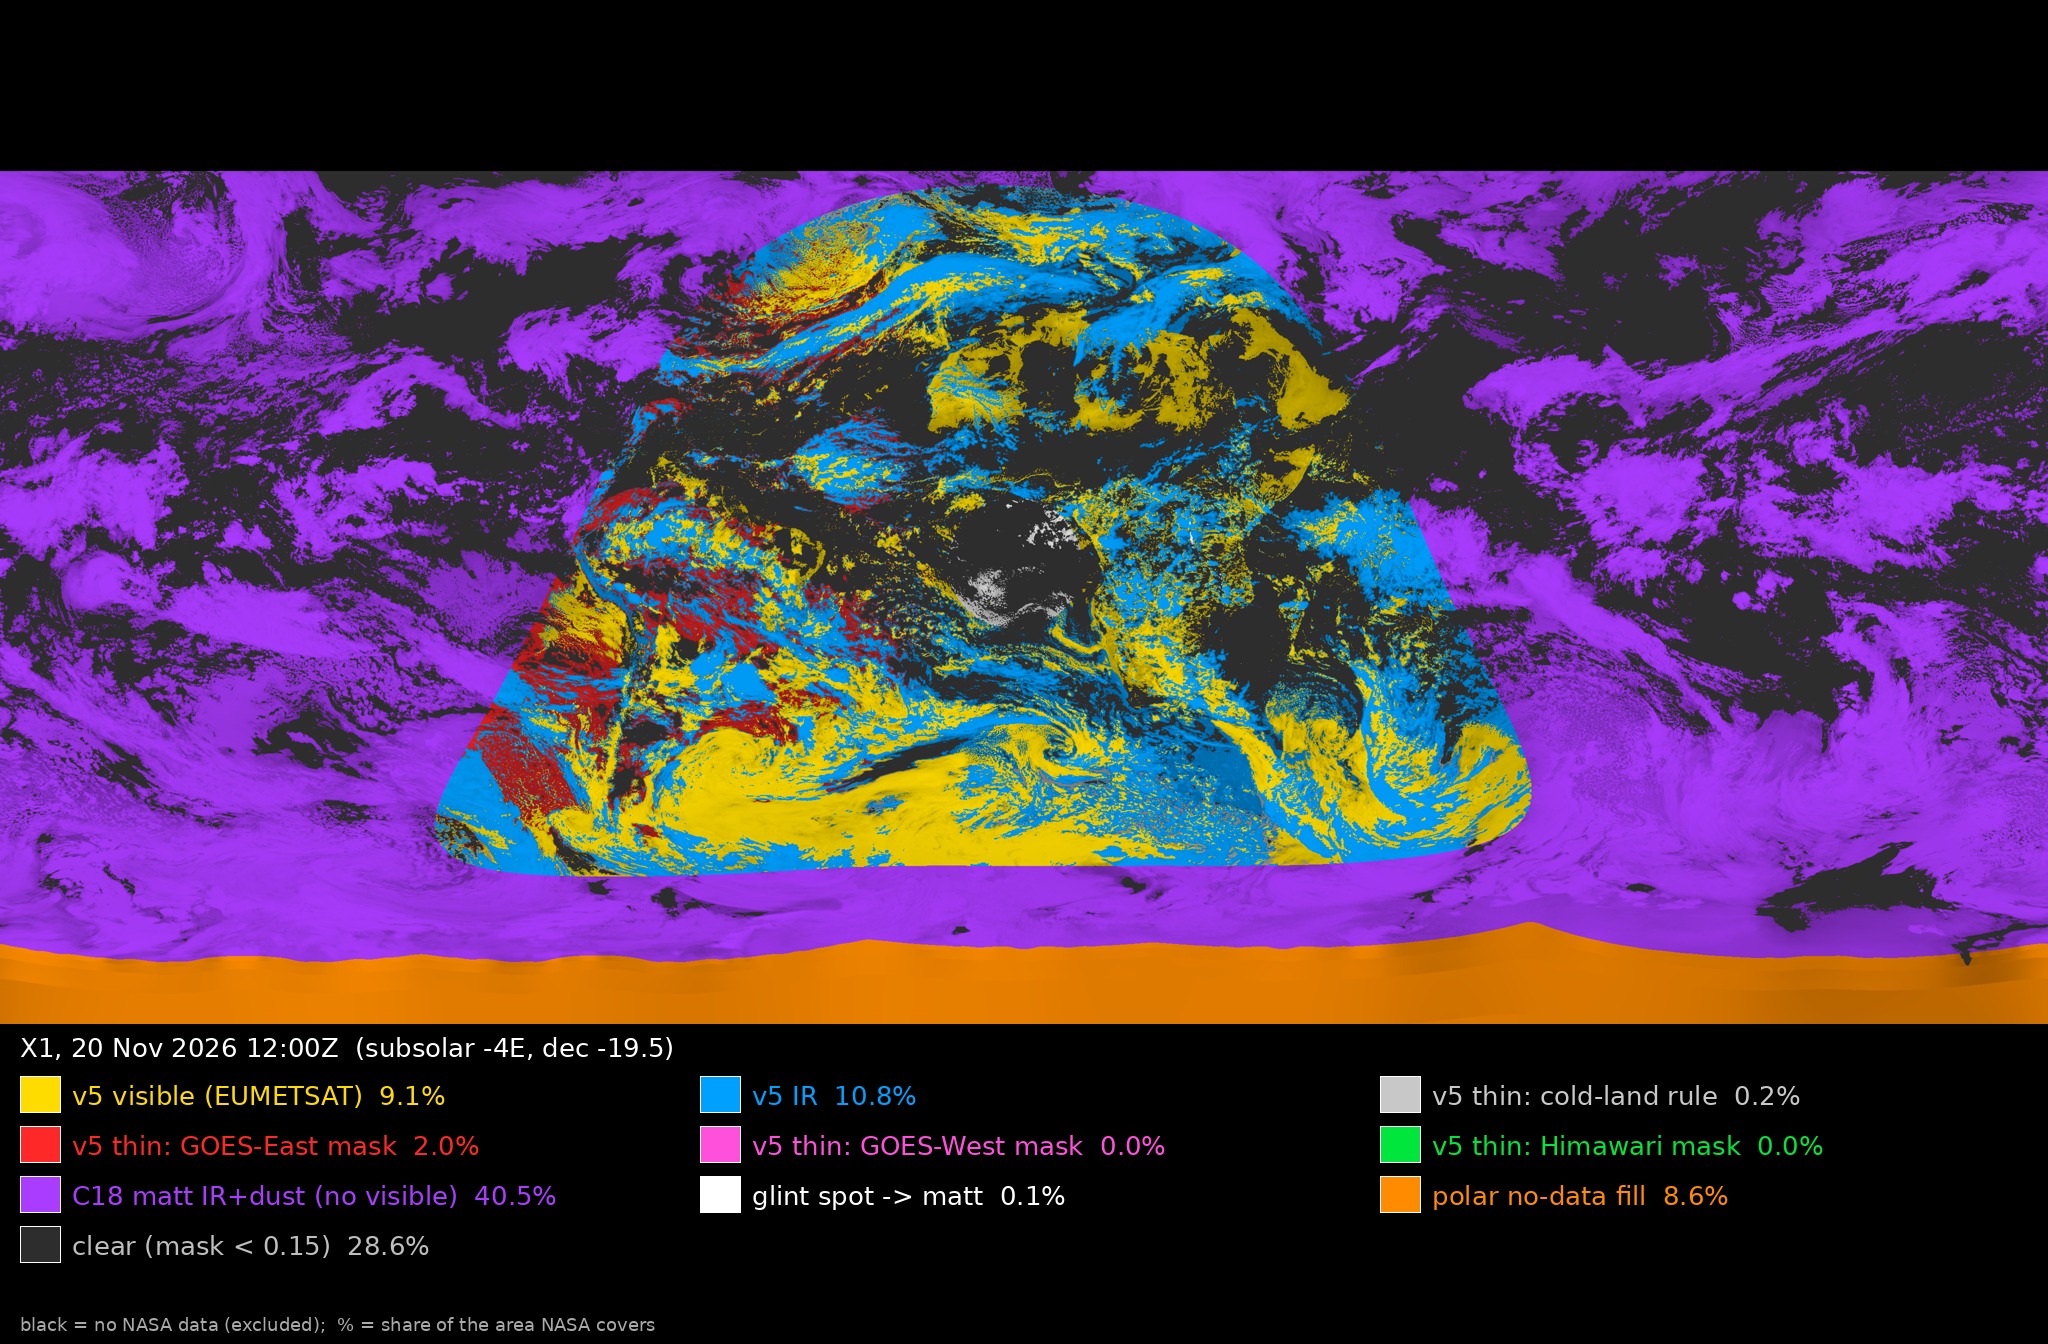 X1, 20 Nov 2026 12:00Z  (subsolar -4E, dec -19.5)
v5 visible (EUMETSAT)  9.1%
v5 IR  10.8%
v5 thin: cold-land rule  0.2%
v5 thin: GOES-East mask  2.0%
v5 thin: GOES-West mask  0.0%
v5 thin: Himawari mask  0.0%
C18 matt IR+dust (no visible)  40.5%
glint spot -> matt  0.1%
polar no-data fill  8.6%
clear (mask < 0.15)  28.6%
black = no NASA data (excluded);  % = share of the area NASA covers